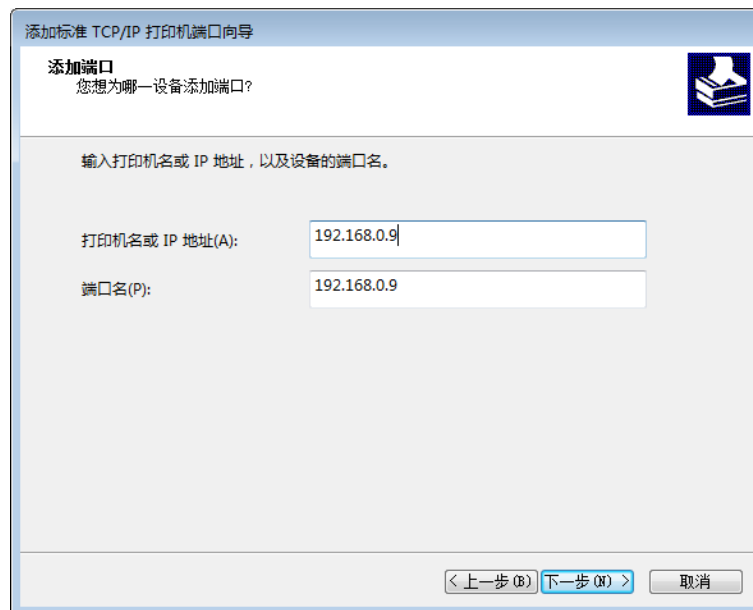 添加标准 TCP/IP 打印机端口向导
添加端口
您想为哪一设备添加端口?
输入打印机名或 IP 地址，以及设备的端口名。
打印机名或 IP 地址(A): 192.168.0.9
端口名(P): 192.168.0.9
< 上一步(B) 下一步(N) > 取消